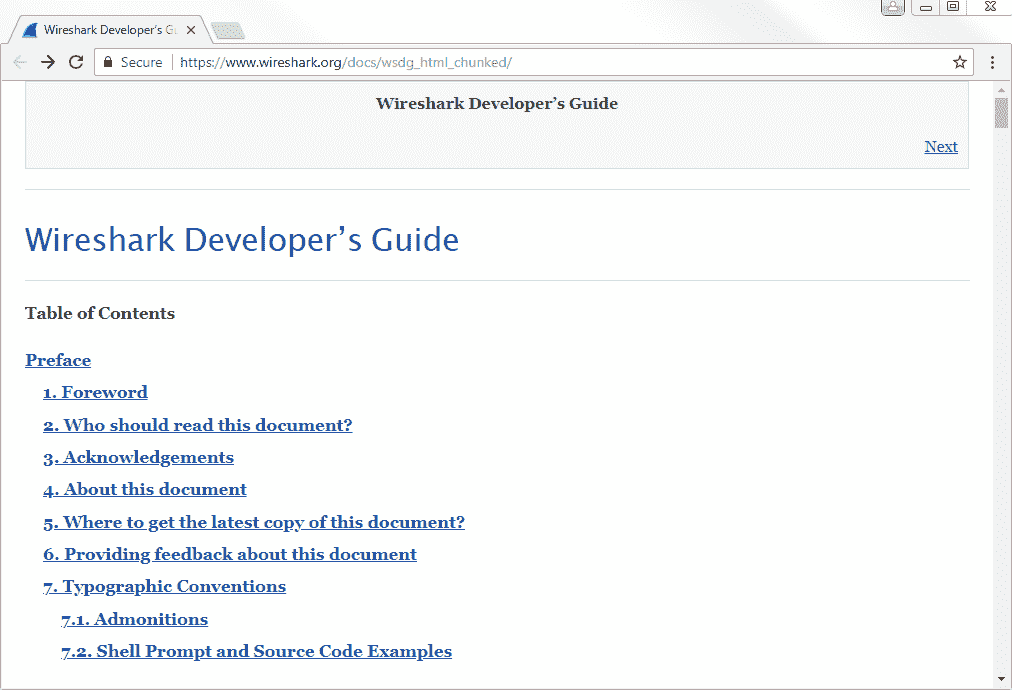 Wireshark Developer's Gu
Secure https://www.wireshark.org/docs/wsdg_html_chunked/
Wireshark Developer’s Guide
Next
Wireshark Developer’s Guide
Table of Contents
Preface
1. Foreword
2. Who should read this document?
3. Acknowledgements
4. About this document
5. Where to get the latest copy of this document?
6. Providing feedback about this document
7. Typographic Conventions
7.1. Admonitions
7.2. Shell Prompt and Source Code Examples